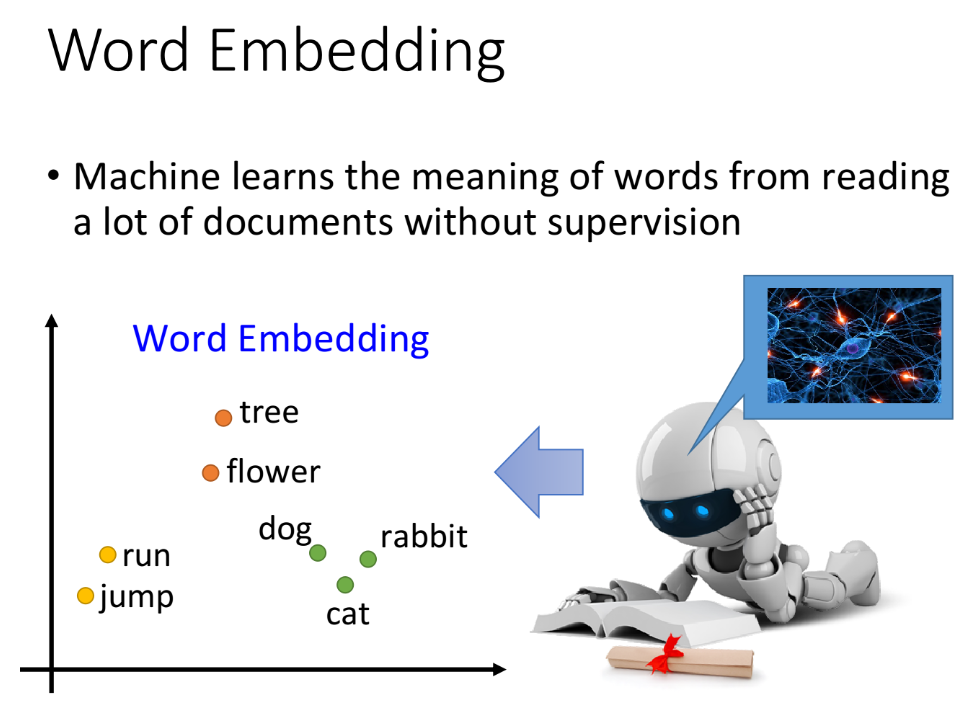 Word Embedding
• Machine learns the meaning of words from reading
a lot of documents without supervision
Word Embedding
tree
flower
dog
rabbit
run
jump
cat